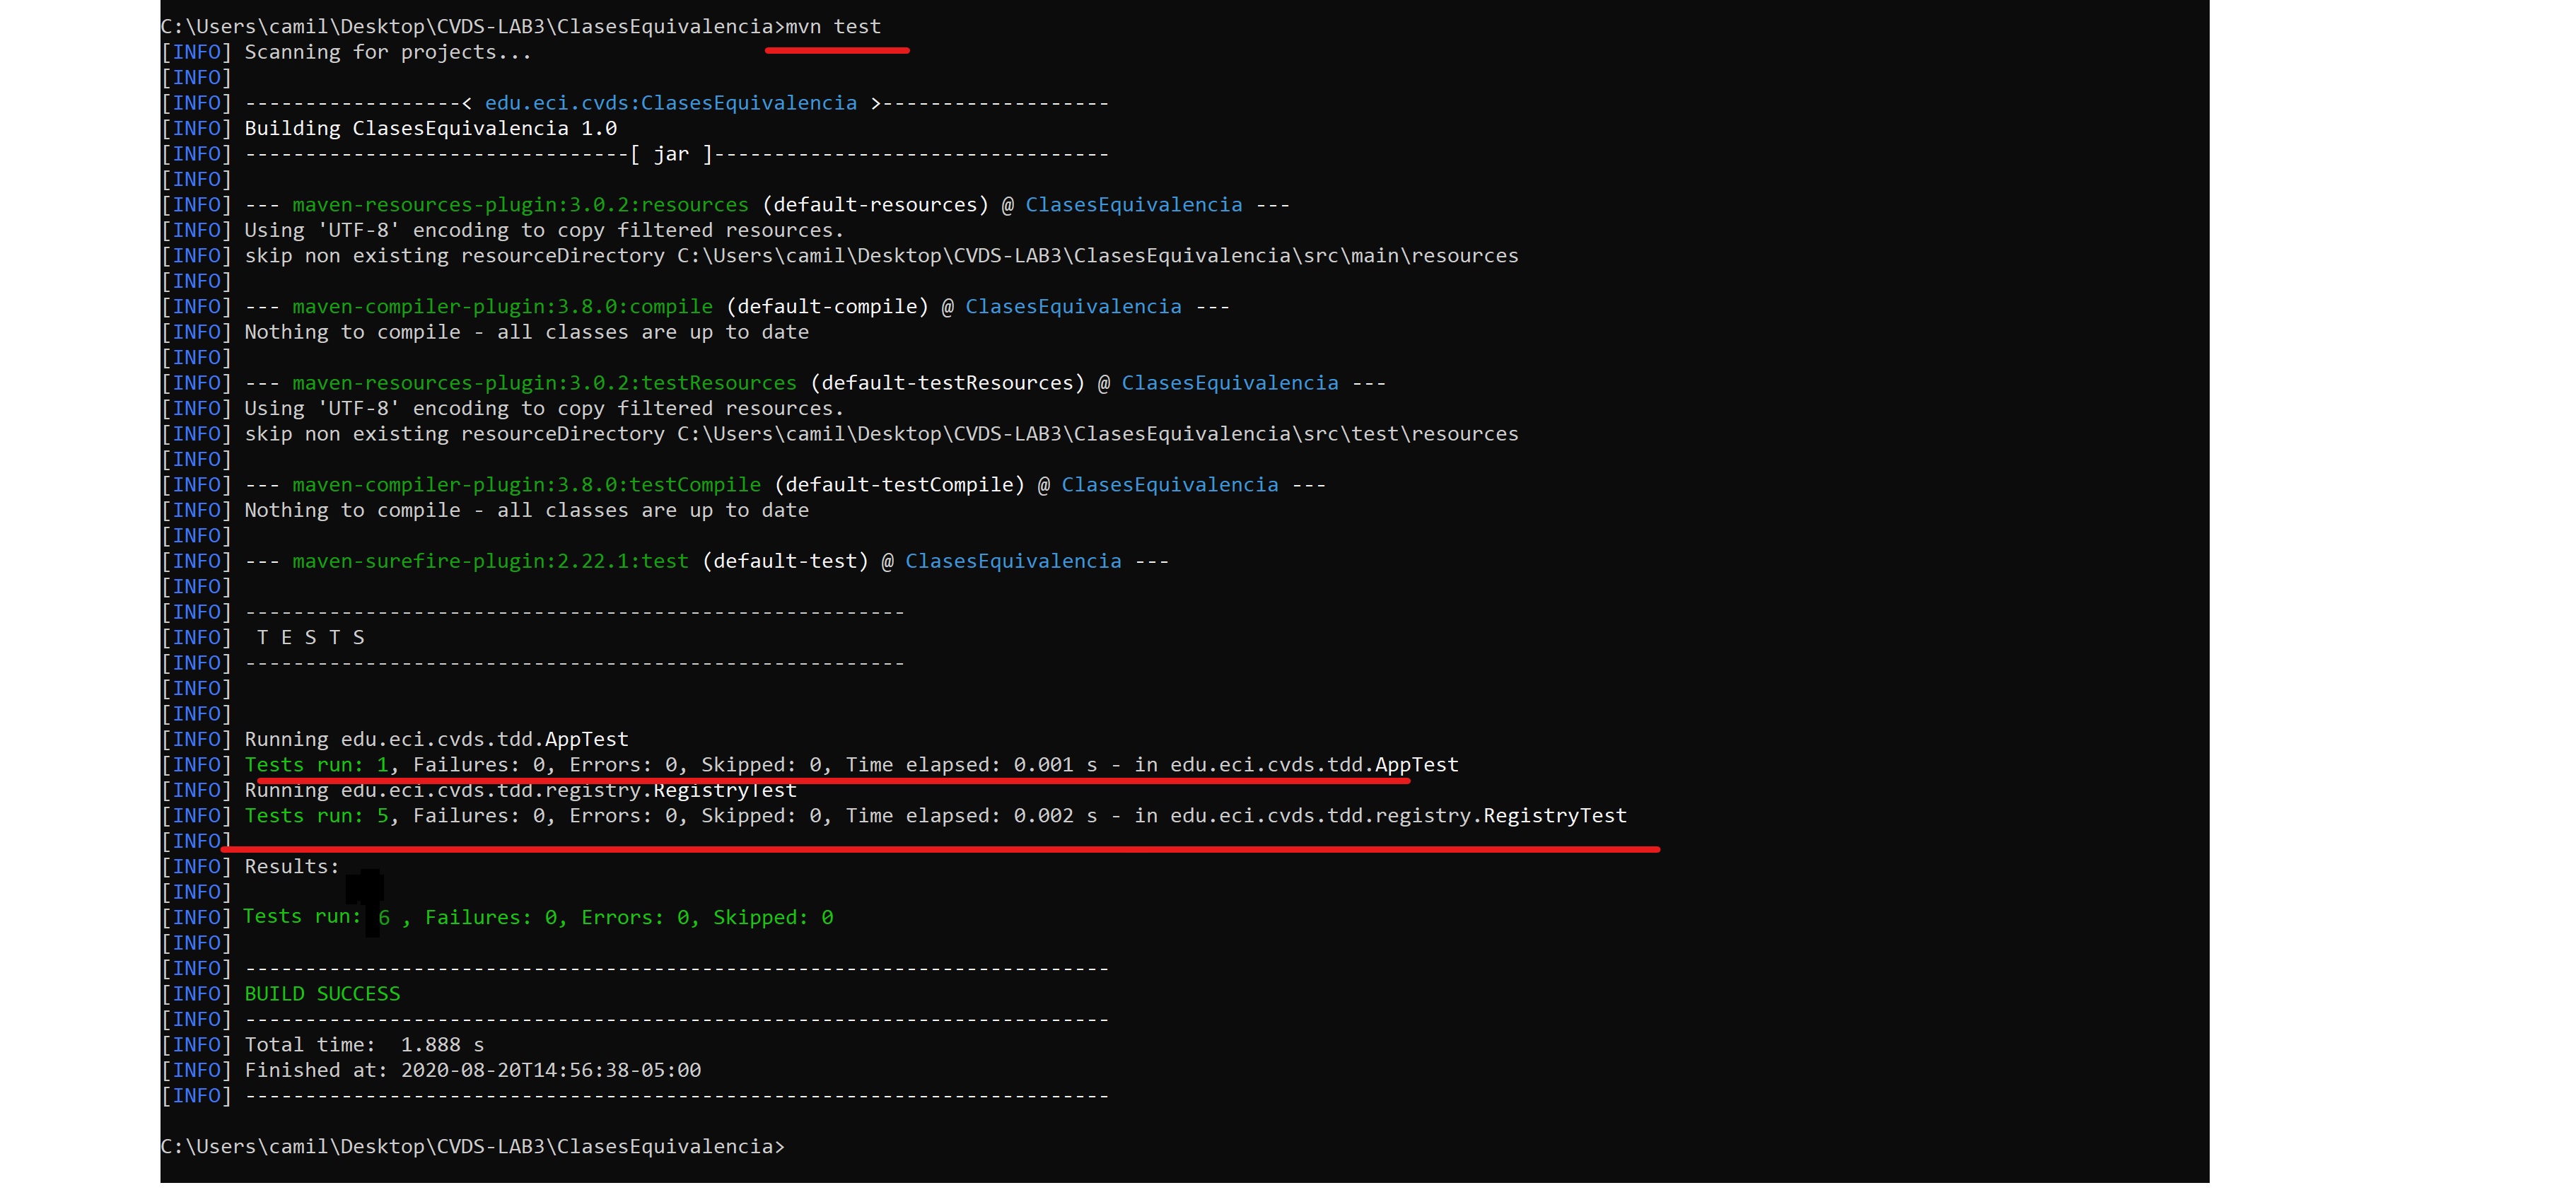 C:\Users\camil\Desktop\CVDS-LAB3\ClasesEquivalencia>mvn test
[INFO] Scanning for projects...
[INFO]
[INFO] ------------------< edu.eci.cvds:ClasesEquivalencia >-------------------
[INFO] Building ClasesEquivalencia 1.0
[INFO] --------------------------------[ jar ]---------------------------------
[INFO]
[INFO] --- maven-resources-plugin:3.0.2:resources (default-resources) @ ClasesEquivalencia ---
[INFO] Using 'UTF-8' encoding to copy filtered resources.
[INFO] skip non existing resourceDirectory C:\Users\camil\Desktop\CVDS-LAB3\ClasesEquivalencia\src\main\resources
[INFO]
[INFO] --- maven-compiler-plugin:3.8.0:compile (default-compile) @ ClasesEquivalencia ---
[INFO] Nothing to compile - all classes are up to date
[INFO]
[INFO] --- maven-resources-plugin:3.0.2:testResources (default-testResources) @ ClasesEquivalencia ---
[INFO] Using 'UTF-8' encoding to copy filtered resources.
[INFO] skip non existing resourceDirectory C:\Users\camil\Desktop\CVDS-LAB3\ClasesEquivalencia\src\test\resources
[INFO]
[INFO] --- maven-compiler-plugin:3.8.0:testCompile (default-testCompile) @ ClasesEquivalencia ---
[INFO] Nothing to compile - all classes are up to date
[INFO]
[INFO] --- maven-surefire-plugin:2.22.1:test (default-test) @ ClasesEquivalencia ---
[INFO]
[INFO] -------------------------------------------------------
[INFO]  T E S T S
[INFO] -------------------------------------------------------
[INFO]
[INFO]
[INFO] Running edu.eci.cvds.tdd.AppTest
[INFO] Tests run: 1, Failures: 0, Errors: 0, Skipped: 0, Time elapsed: 0.001 s - in edu.eci.cvds.tdd.AppTest
[INFO] Running edu.eci.cvds.tdd.registry.RegistryTest
[INFO] Tests run: 5, Failures: 0, Errors: 0, Skipped: 0, Time elapsed: 0.002 s - in edu.eci.cvds.tdd.registry.RegistryTest
[INFO]
[INFO] Results:
[INFO]
[INFO] Tests run: 6 , Failures: 0, Errors: 0, Skipped: 0
[INFO]
[INFO] ------------------------------------------------------------------------
[INFO] BUILD SUCCESS
[INFO] ------------------------------------------------------------------------
[INFO] Total time:  1.888 s
[INFO] Finished at: 2020-08-20T14:56:38-05:00
[INFO] ------------------------------------------------------------------------
C:\Users\camil\Desktop\CVDS-LAB3\ClasesEquivalencia>